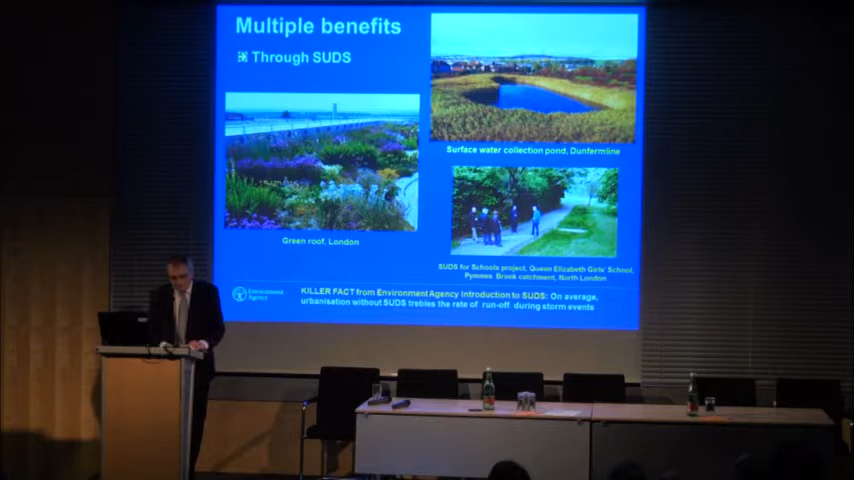 Multiple benefits
Through SUDS
Surface water collection pond, Dunfermline
Green roof, London
SUDS for Schools project, Queen Elizabeth Girls' School,
Pymmes Brook catchment, North London
Environment
Agency
KILLER FACT from Environment Agency Introduction to SUDS: On average,
urbanisation without SUDS trebles the rate of run-off during storm events